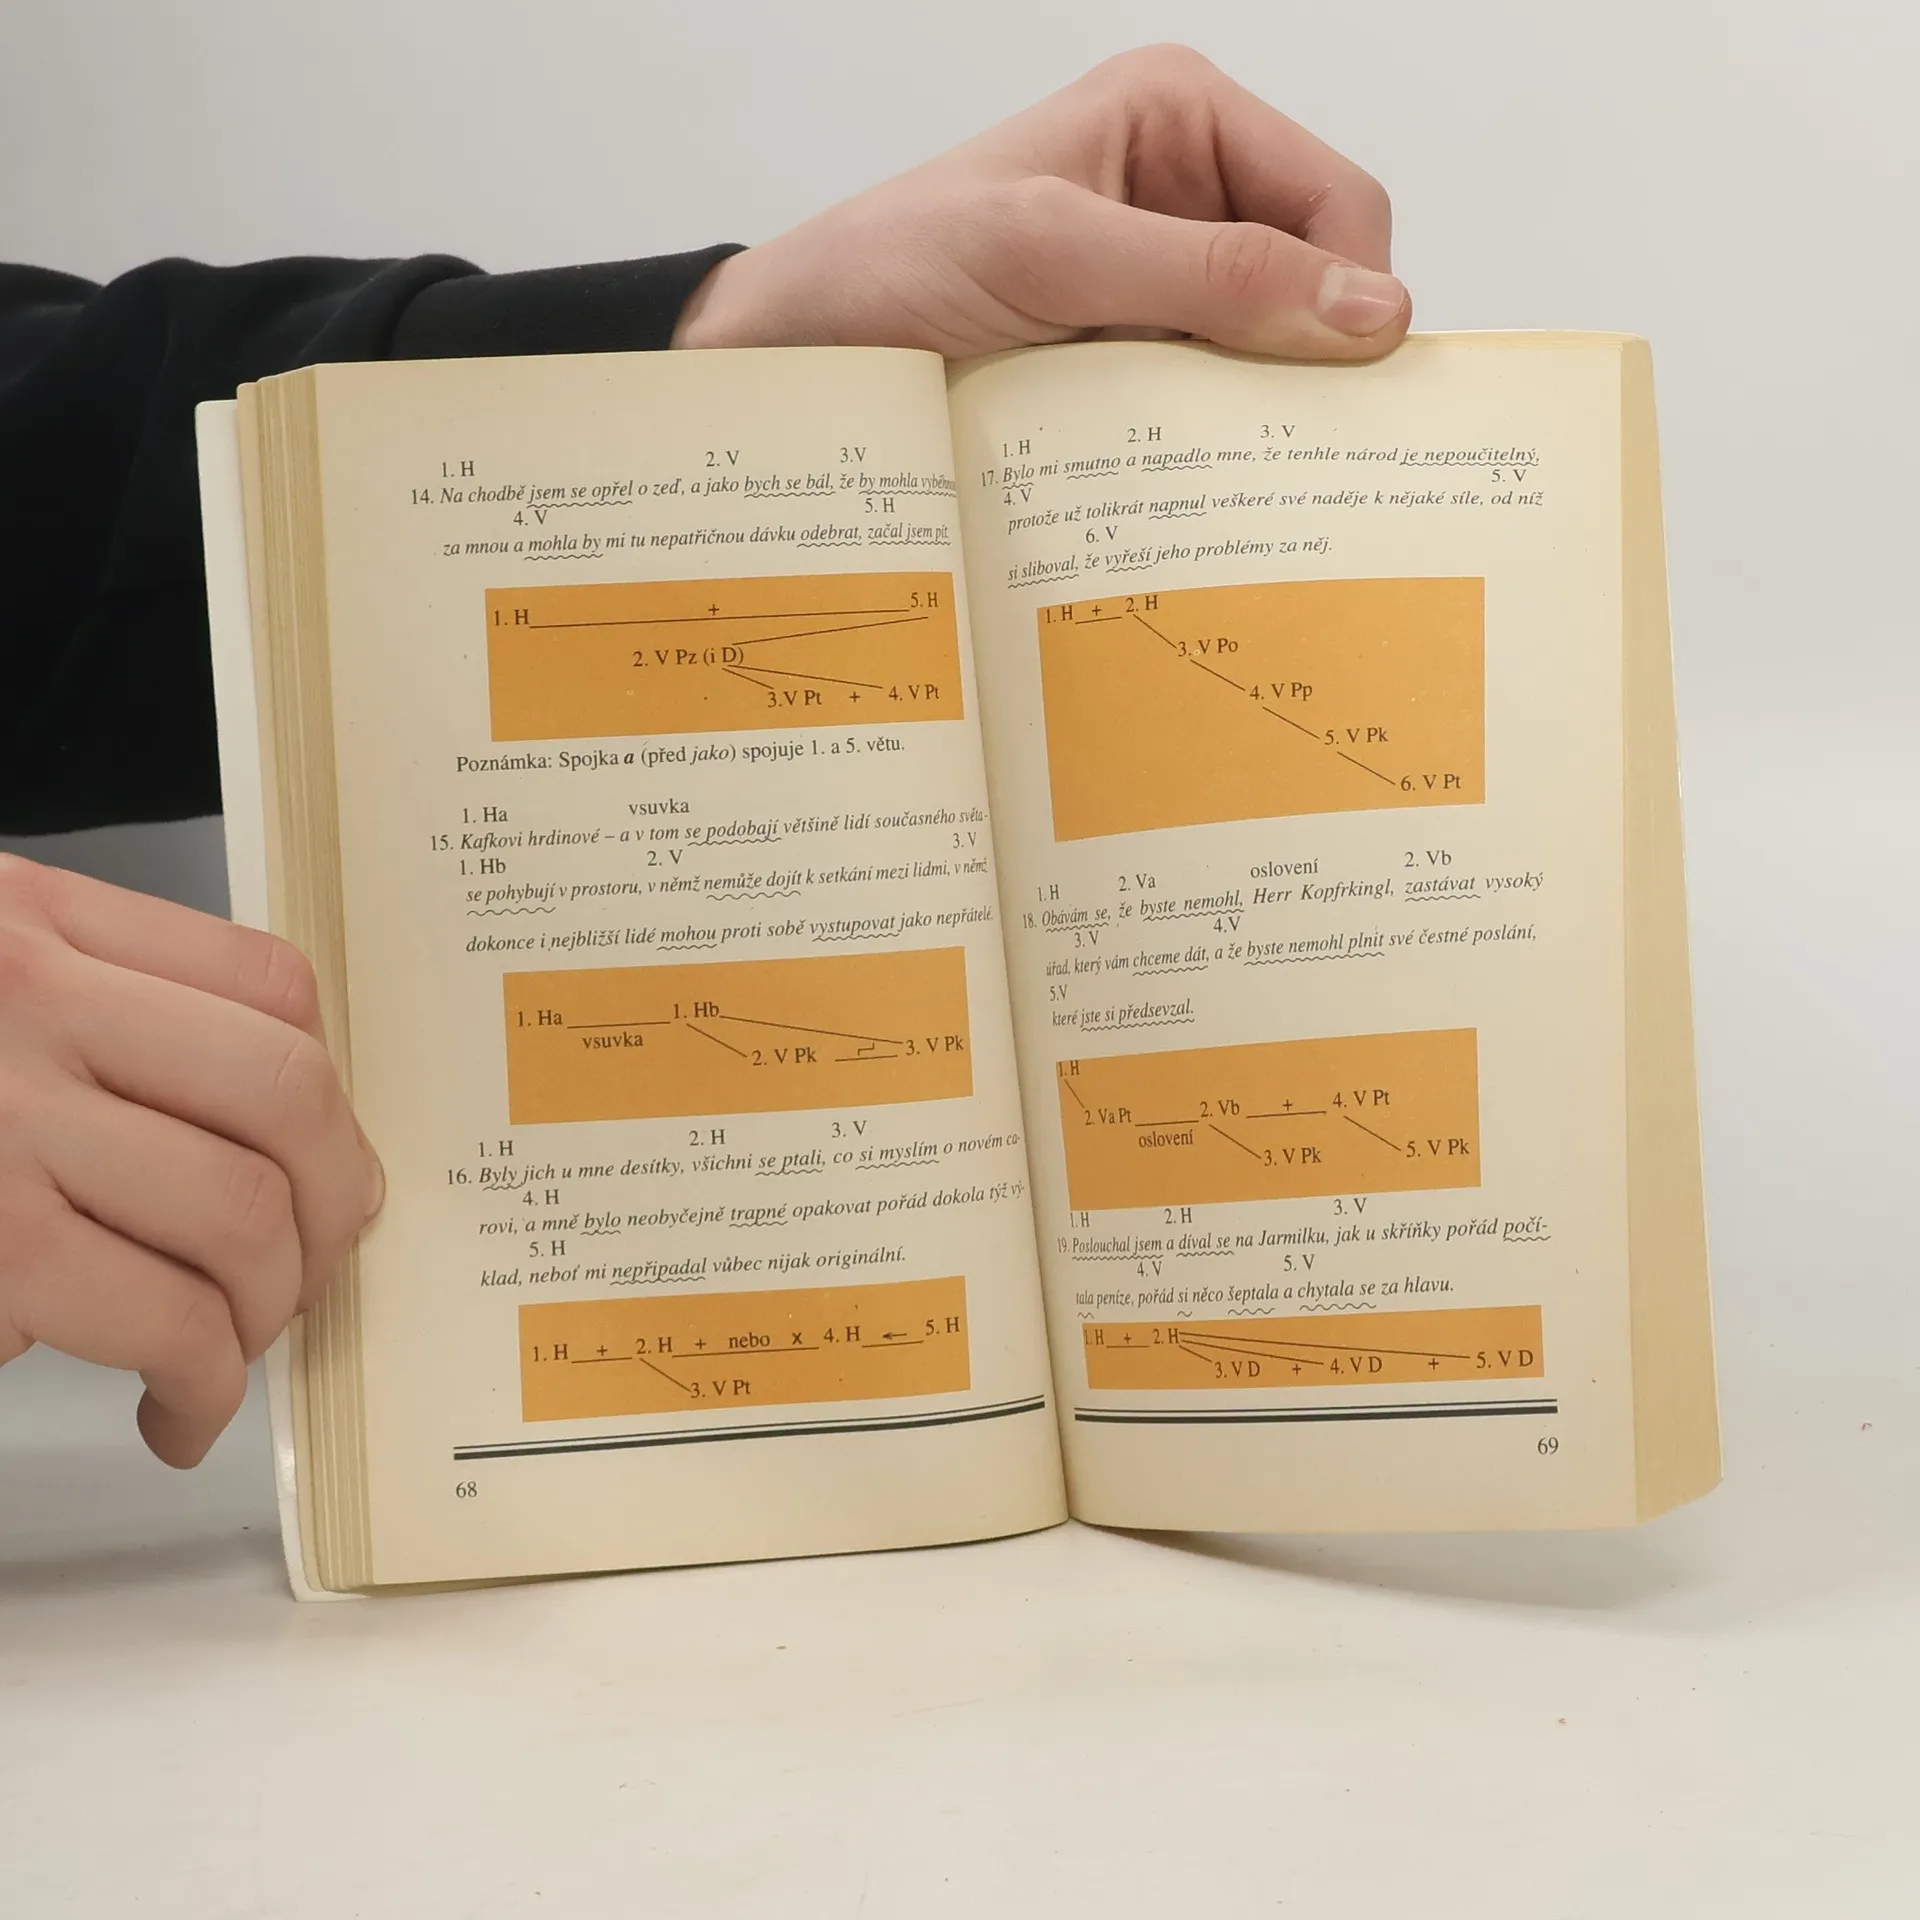 1. H 2. V 3.V
14. Na chodbě jsem se opřel o zeď, a jako bych se bál, že by mohla
4. V 5. H
za mnou a mohla by mi tu nepatřičnou dávku odebrat, začal jsem pít.
1. H + 5. H
2. V Pz (i D)
3.V Pt + 4. V Pt
Poznámka: Spojka a (před jako) spojuje 1. a 5. větu.
1. Ha vsuvka
15. Kafkovi hrdinové – a v tom se podobají většině lidí současného světa-
1. Hb 2. V 3. V
se pohybují v prostoru, v němž nemůže dojít k setkání mezi lidmi, v němž
dokonce i nejbližší lidé mohou proti sobě vystupovat jako nepřátelé.
1. Ha 1. Hb
vsuvka 2. V Pk 3. V Pk
1. H 2. H 3. V
16. Byly jich u mne desítky, všichni se ptali, co si myslím o novém ca-
4. H
rovi, a mně bylo neobyčejně trapné opakovat pořád dokola týž vý-
5. H
klad, neboť mi nepřipadal vůbec nijak originální.
1. H + 2. H + nebo x 4. H ← 5. H
3. V Pt
68
1. H 2. H 3. V
17. Bylo mi smutno a napadlo mne, že tenhle národ je nepoučitelný,
4. V 5. V
protože už tolikrát napnul veškeré své naděje k nějaké síle, od níž
6. V
si sliboval, že vyřeší jeho problémy za něj.
1. H + 2. H
3. V Po
4. V Pp
5. V Pk
6. V Pt
1. H 2. Va oslovení 2. Vb
18. Obávám se, že byste nemohl, Herr Kopfrkingl, zastávat vysoký
3. V 4.V
úřad, který vám chceme dát, a že byste nemohl plnit své čestné poslání,
5.V
které jste si předsevzal.
1. H
2. Va Pt 2. Vb + 4. V Pt
oslovení 3. V Pk 5. V Pk
1. H 2. H 3. V
19. Poslouchal jsem a díval se na Jarmilku, jak u skříňky pořád počí-
4. V 5. V
tala peníze, pořád si něco šeptala a chytala se za hlavu.
1. H + 2. H
3. V D + 4. V D + 5. V D
69